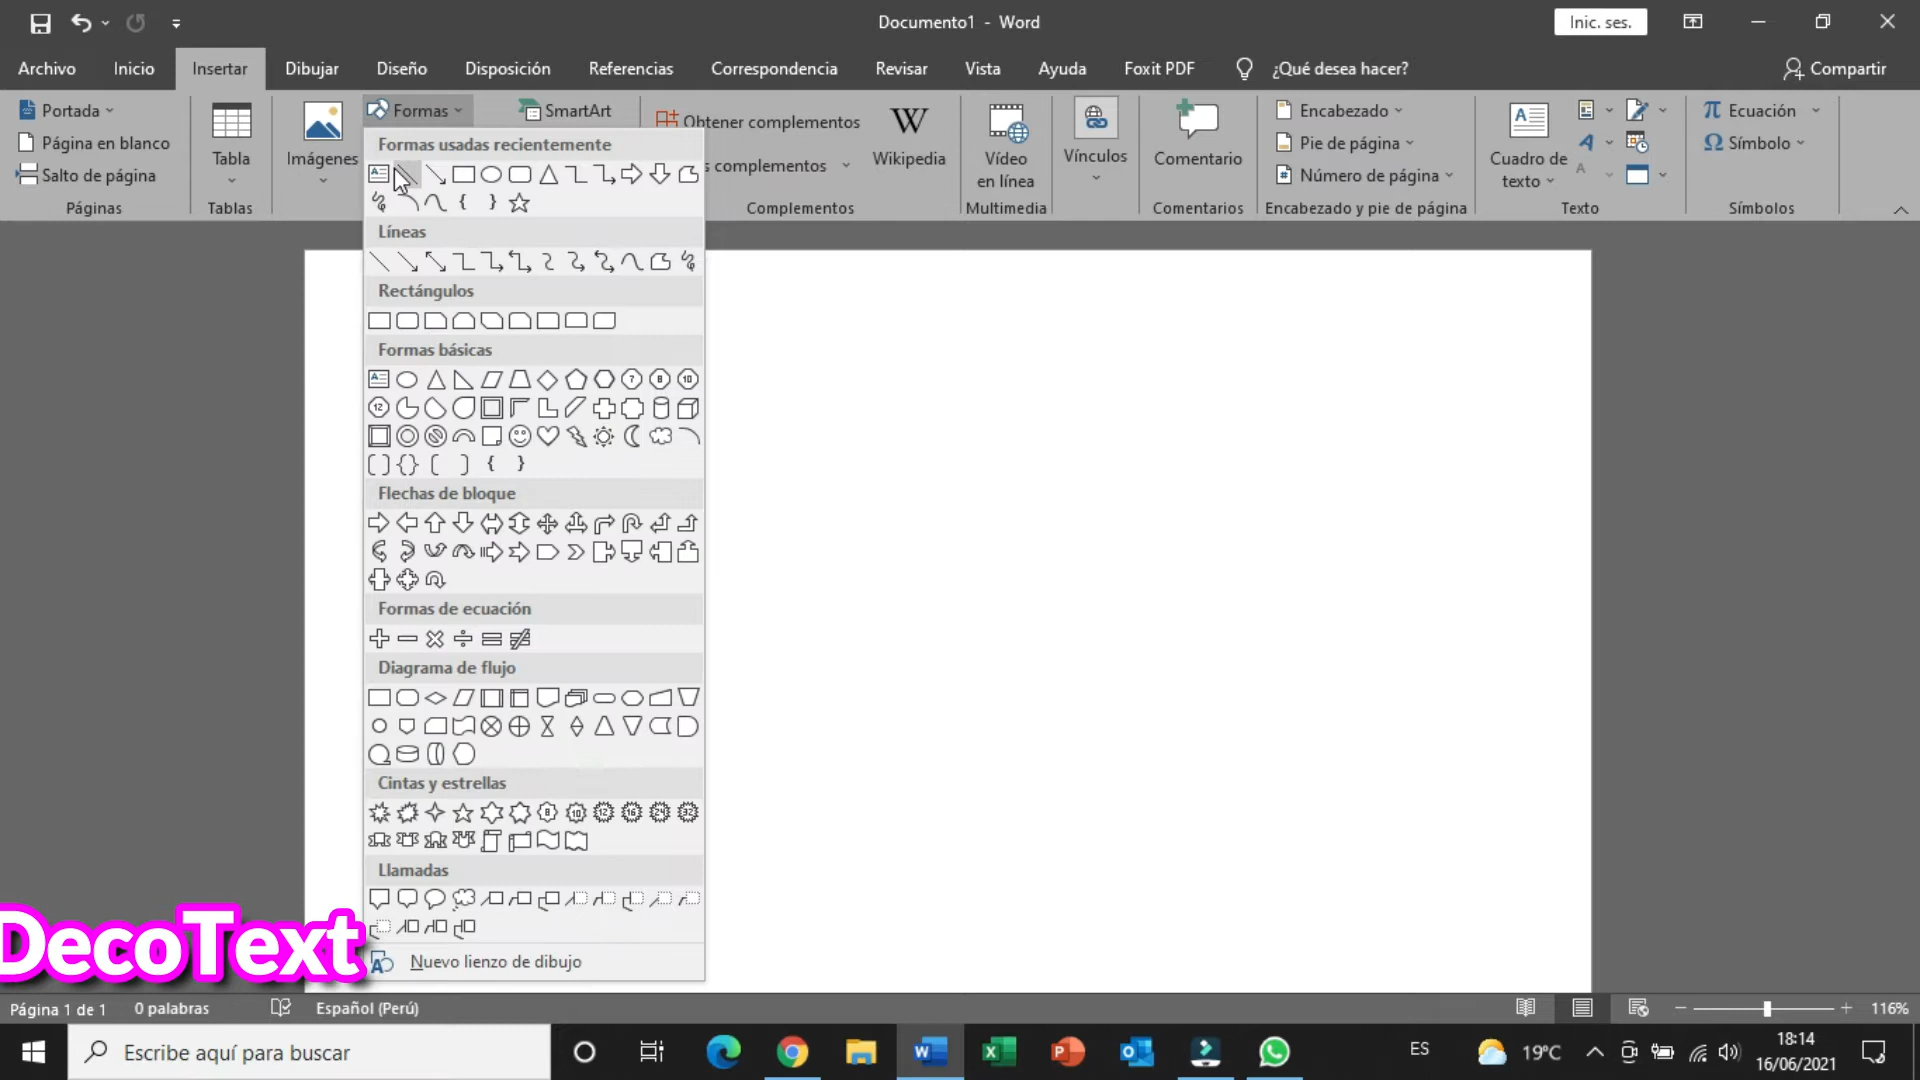 Documento1 - Word
Inic. ses.
Archivo
Inicio
Insertar
Dibujar
Diseño
Disposición
Referencias
Correspondencia
Revisar
Vista
Ayuda
Foxit PDF
¿Qué desea hacer?
Compartir
Portada
Página en blanco
Salto de página
Páginas
Tabla
Tablas
Imágenes
Formas
SmartArt
Obtener complementos
s complementos
Complementos
Wikipedia
Vídeo
en línea
Multimedia
Vínculos
Comentario
Comentarios
Encabezado
Pie de página
Número de página
Encabezado y pie de página
Cuadro de
texto
Texto
Ecuación
Símbolo
Símbolos
Formas usadas recientemente
Líneas
Rectángulos
Formas básicas
Flechas de bloque
Formas de ecuación
Diagrama de flujo
Cintas y estrellas
Llamadas
Nuevo lienzo de dibujo
DecoText
Página 1 de 1
0 palabras
Español (Perú)
116%
Escribe aquí para buscar
ES
19°C
18:14
16/06/2021